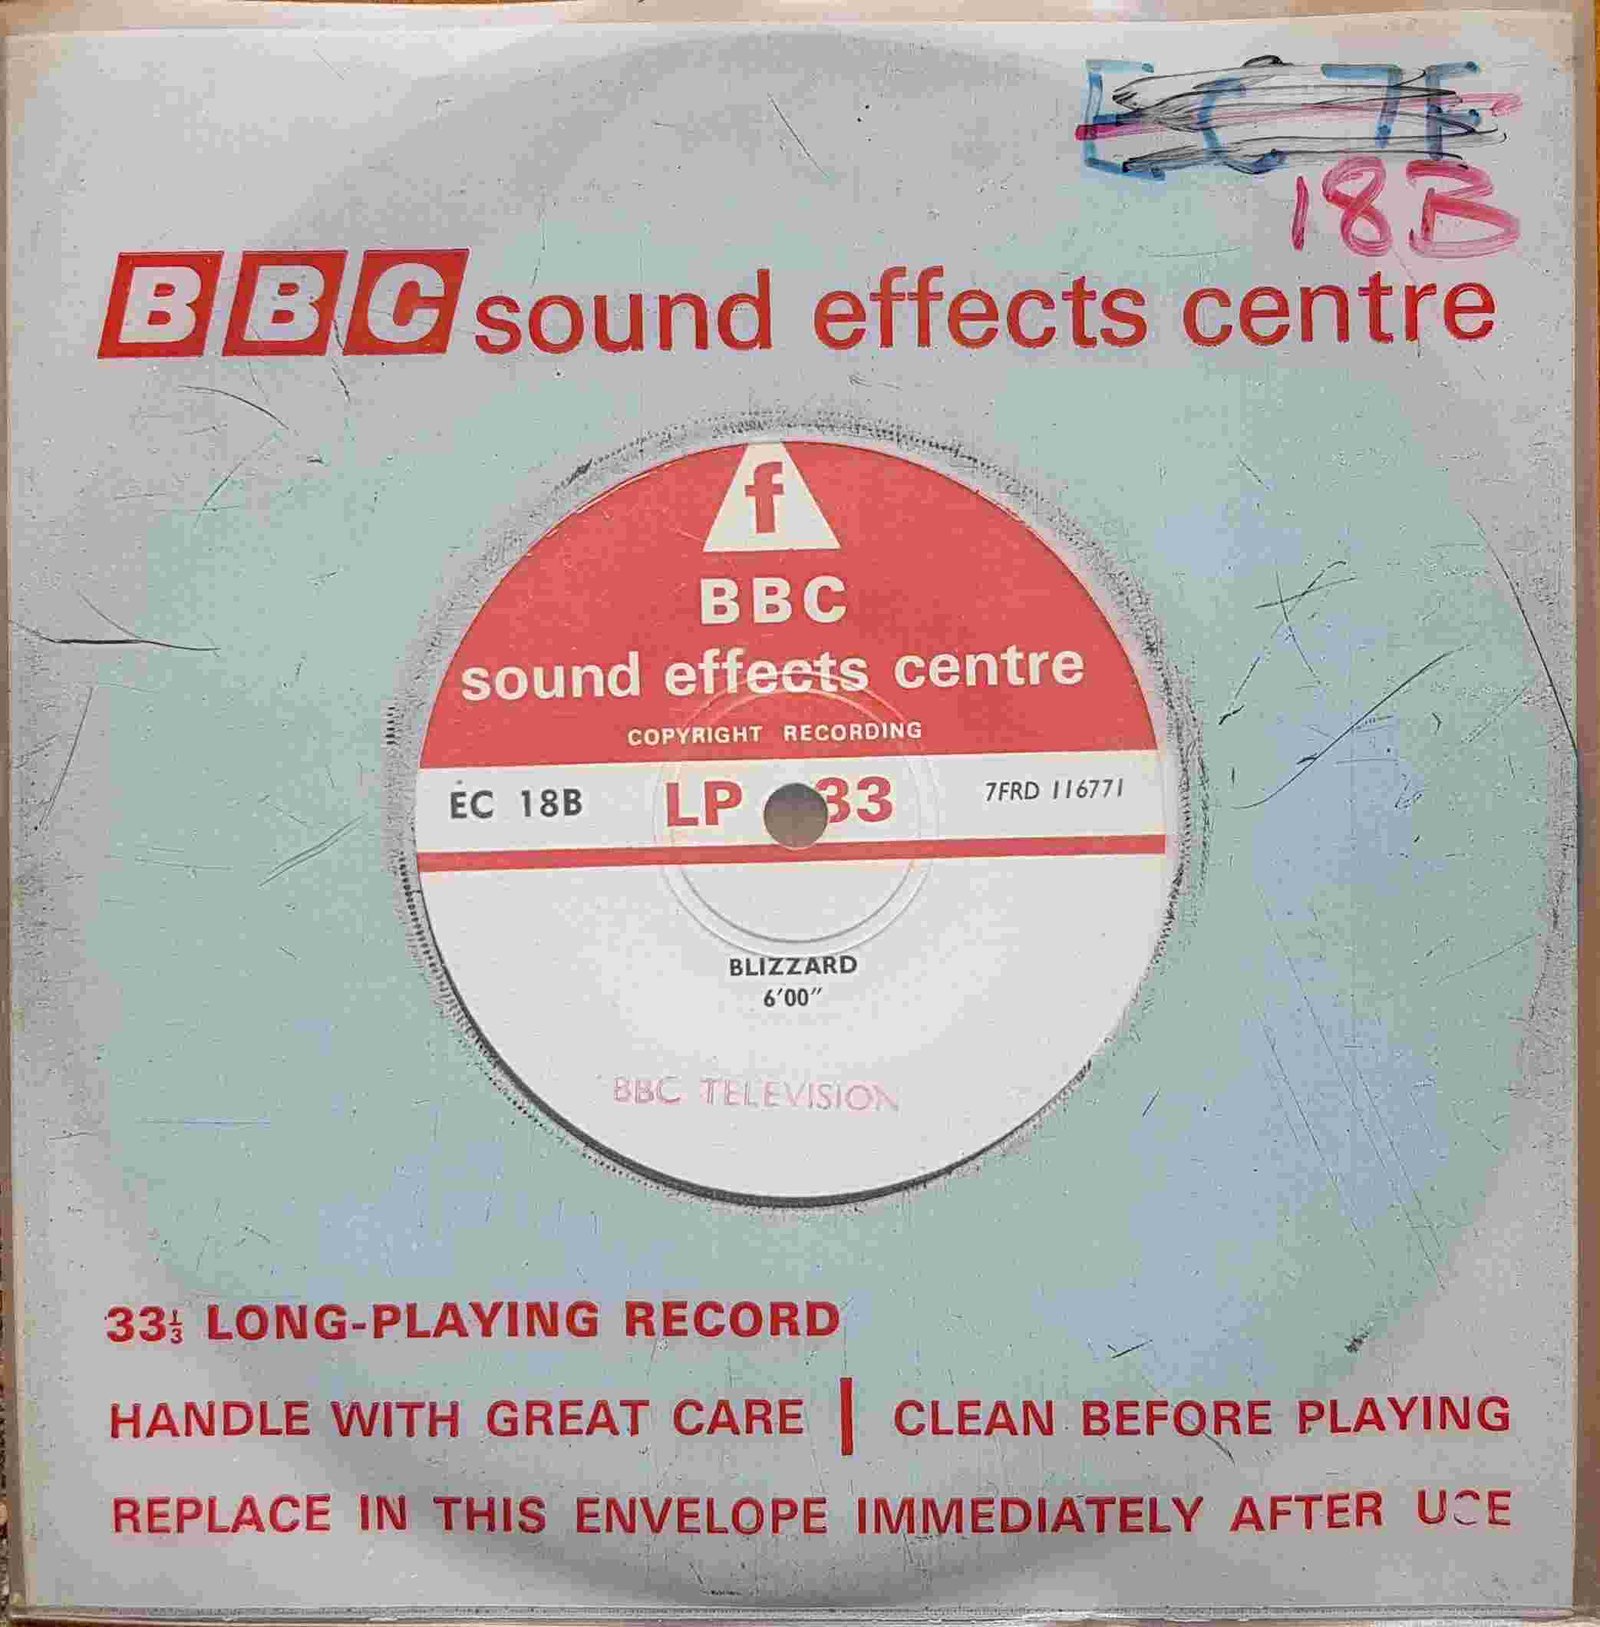 18B
BBC sound effects centre
f
BBC
sound effects centre
COPYRIGHT RECORDING
EC 18B LP 33 7FRD 116771
BLIZZARD
6'00"
BBC TELEVISION
33⅓ LONG-PLAYING RECORD
HANDLE WITH GREAT CARE | CLEAN BEFORE PLAYING
REPLACE IN THIS ENVELOPE IMMEDIATELY AFTER USE